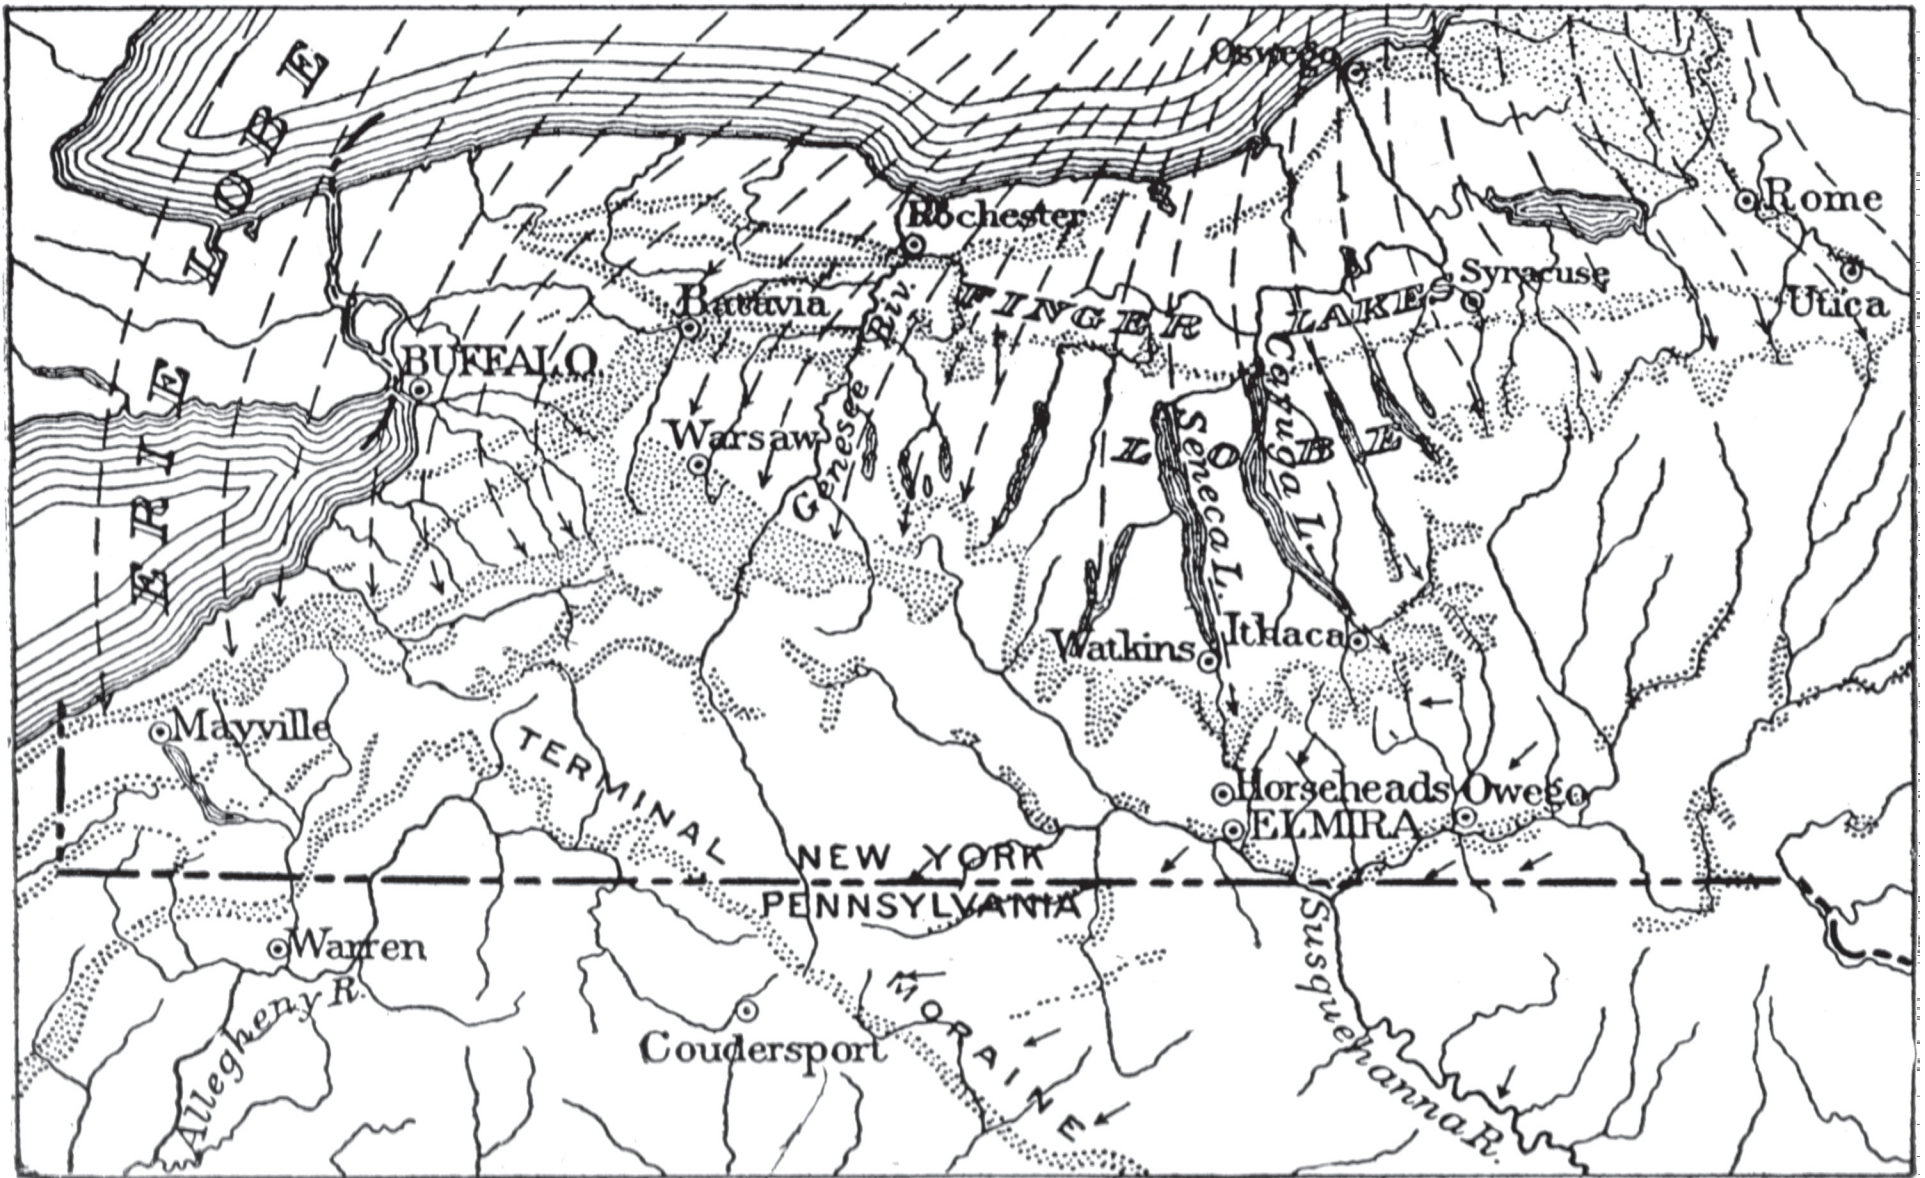 ERIE LOBE
Oswego
Rochester
Rome
Batavia
Genesee Riv.
FINGER LAKES
LOBE
Syracuse
Utica
BUFFALO
Warsaw
Seneca L.
Cayuga L.
Watkins
Ithaca
Mayville
TERMINAL
MORAINE
Horseheads
Owego
ELMIRA
NEW YORK
PENNSYLVANIA
Warren
Allegheny R.
Coudersport
Susquehanna R.